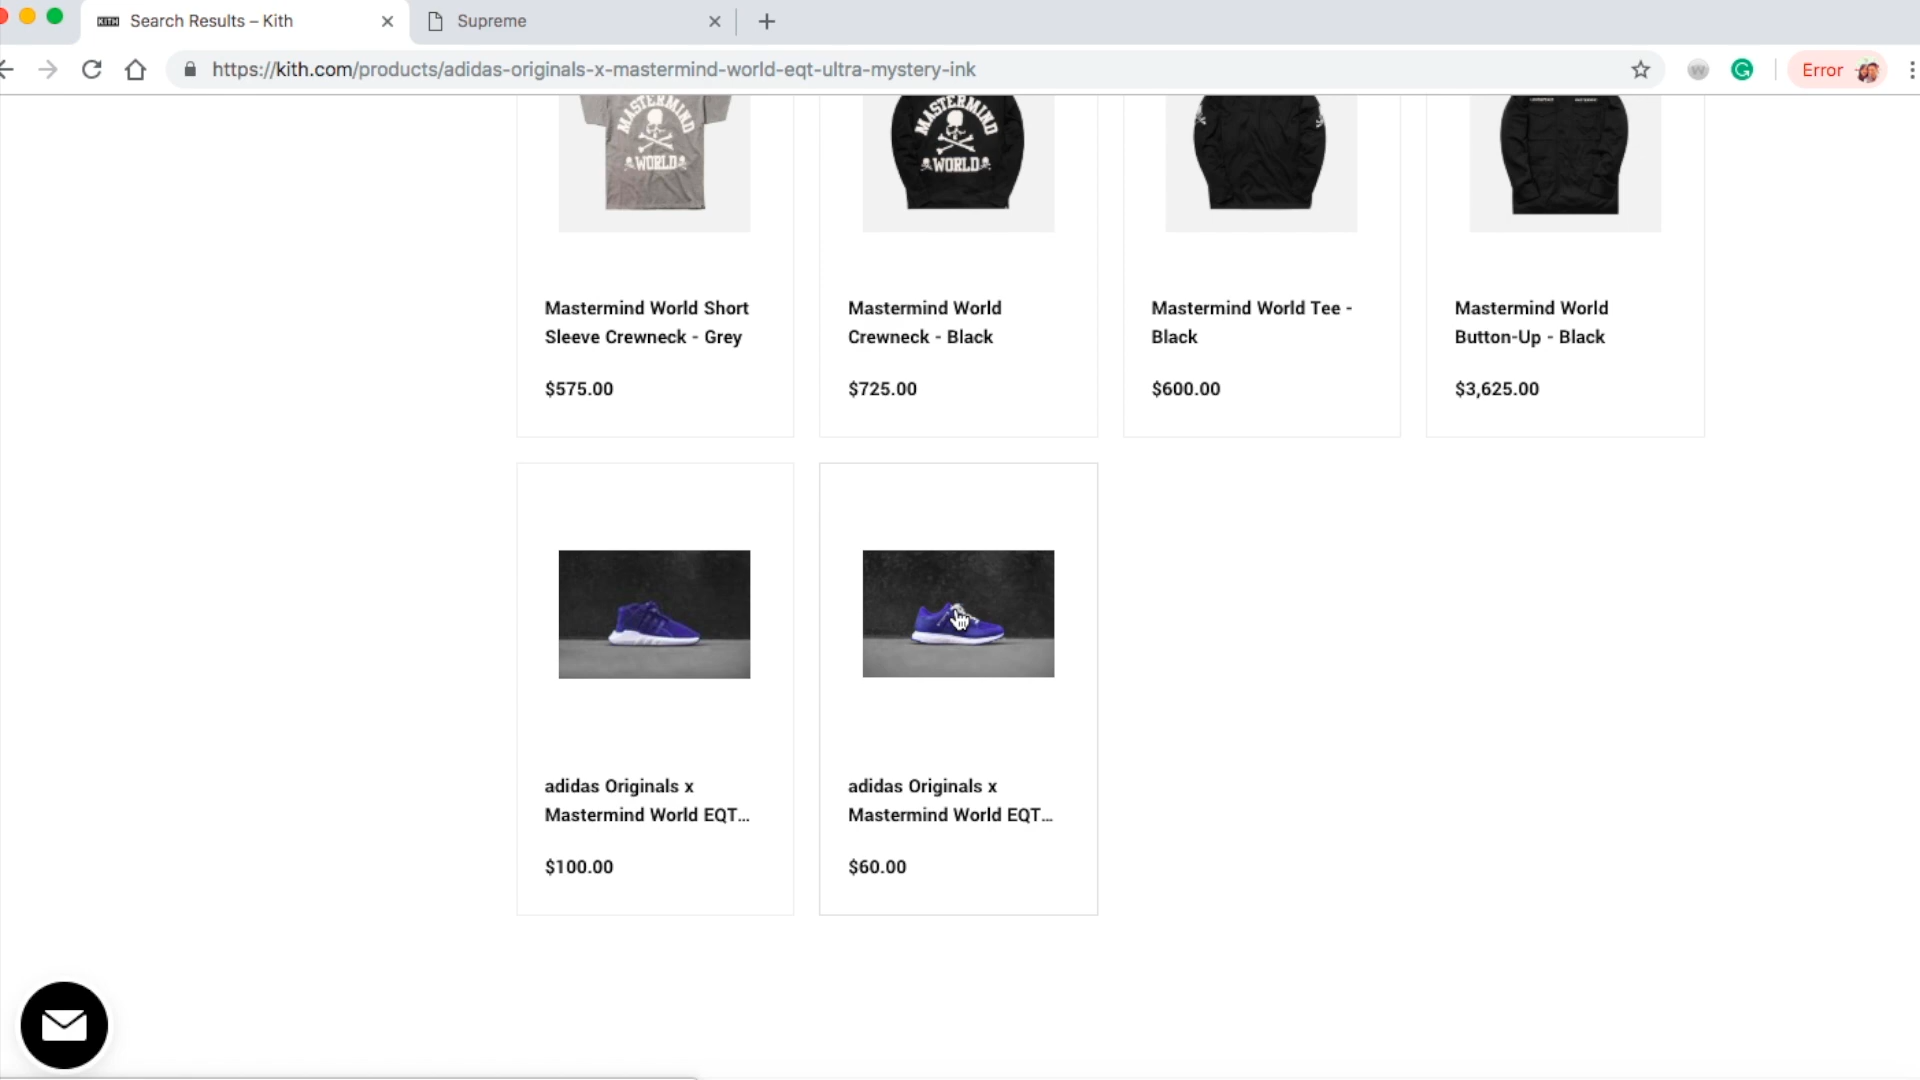 KITH Search Results – Kith
Supreme
https://kith.com/products/adidas-originals-x-mastermind-world-eqt-ultra-mystery-ink
Error
MASTERMIND
WORLD
MASTERMIND
WORLD
Mastermind World Short
Sleeve Crewneck - Grey
$575.00
Mastermind World
Crewneck - Black
$725.00
Mastermind World Tee -
Black
$600.00
Mastermind World
Button-Up - Black
$3,625.00
adidas Originals x
Mastermind World EQT...
$100.00
adidas Originals x
Mastermind World EQT...
$60.00